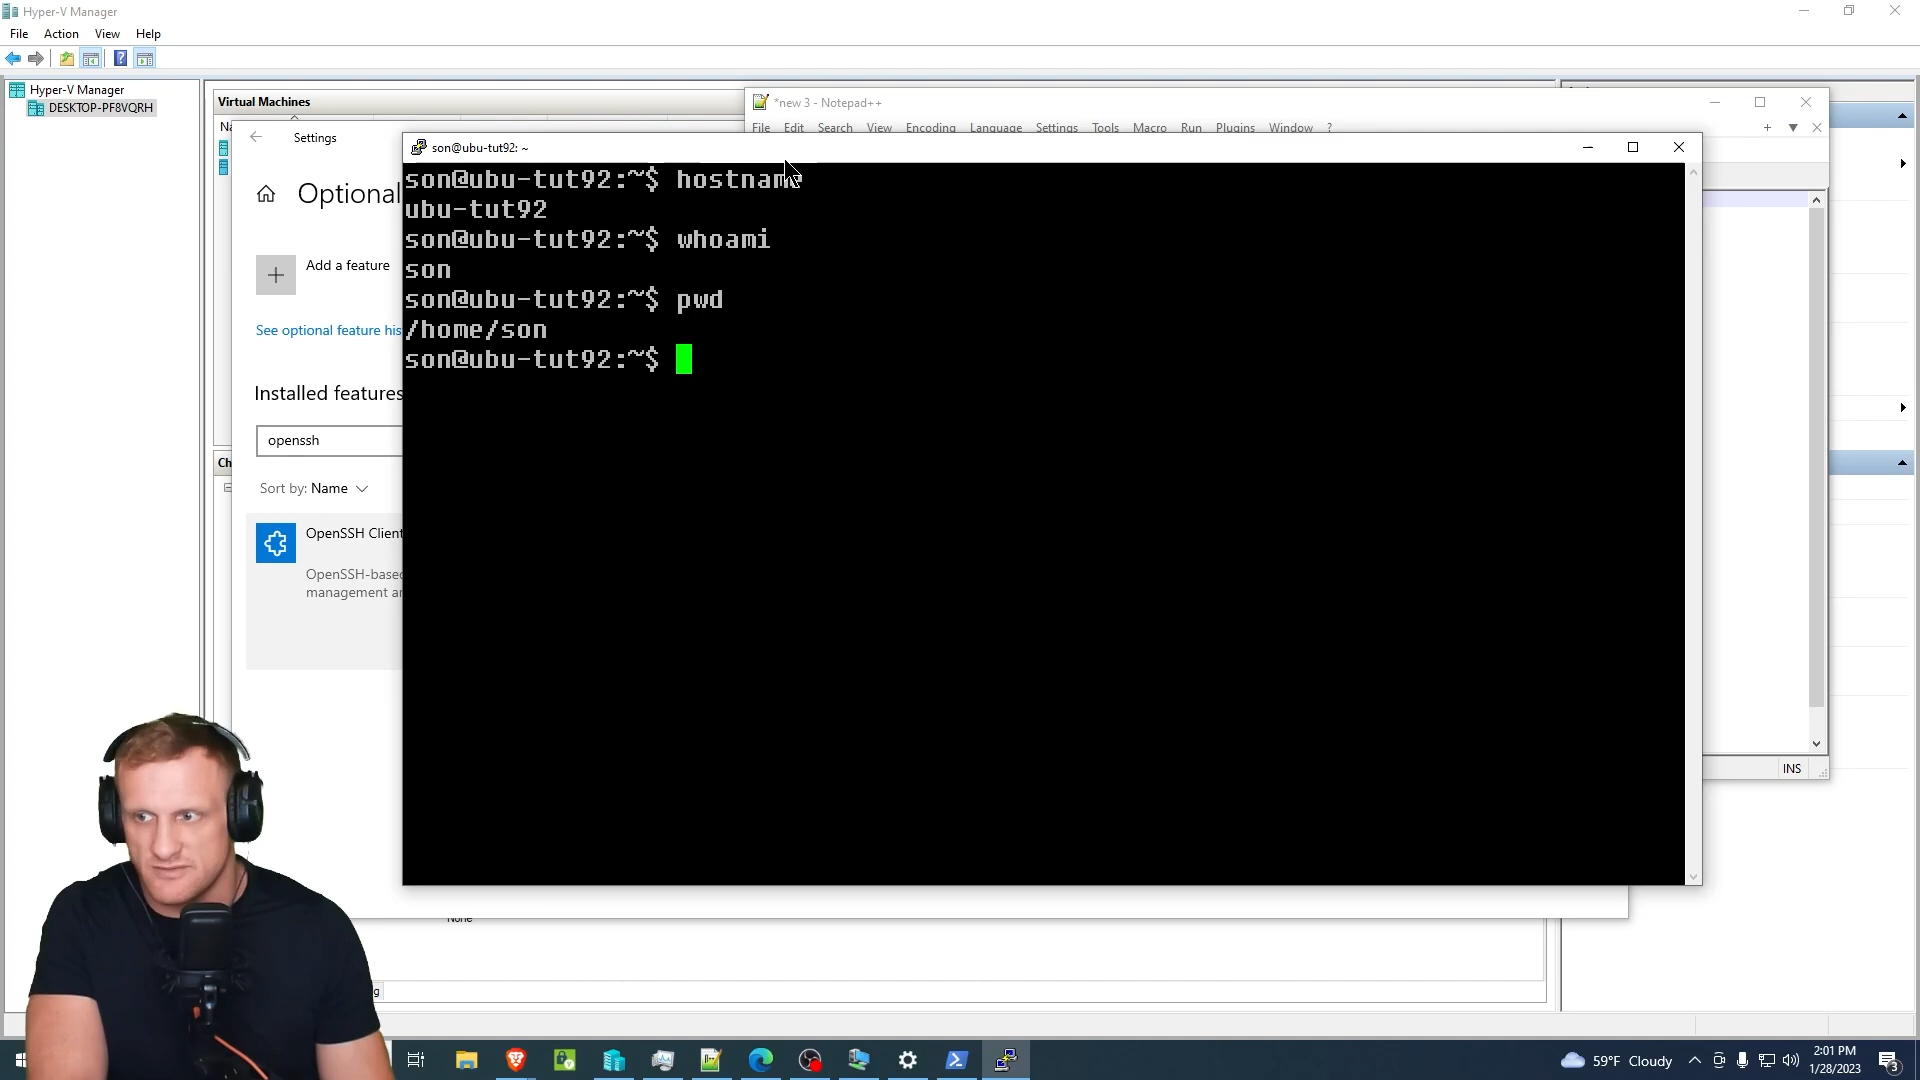 Hyper-V Manager
File Action View Help
Hyper-V Manager
DESKTOP-PF8VQRH
Virtual Machines
*new 3 - Notepad++
File Edit Search View Encoding Language Settings Tools Macro Run Plugins Window ?
Settings
Optional
Add a feature
See optional feature his
Installed features
openssh
Sort by: Name
OpenSSH Client
OpenSSH-based
management
son@ubu-tut92: ~
son@ubu-tut92:~$ hostname
ubu-tut92
son@ubu-tut92:~$ whoami
son
son@ubu-tut92:~$ pwd
/home/son
son@ubu-tut92:~$
Ch
INS
None
59°F Cloudy
2:01 PM
1/28/2023
3